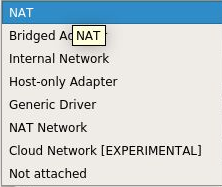 NAT
Bridged Ad
NAT
Internal Network
Host-only Adapter
Generic Driver
NAT Network
Cloud Network [EXPERIMENTAL]
Not attached